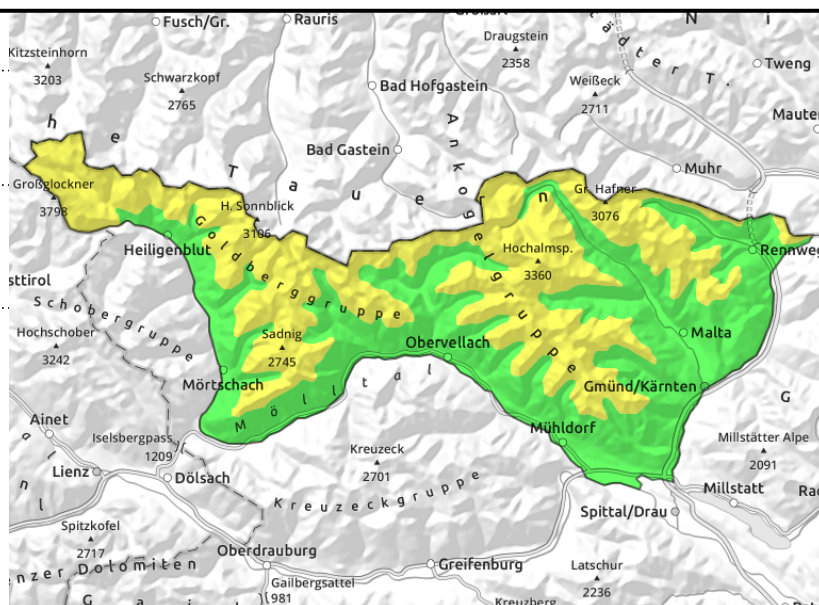 Fusch/Gr.
Rauris
Draugstein
2358
Kitzsteinhorn
3203
Schwarzkopf
2765
Bad Hofgastein
Weißeck
2711
Tweng
Bad Gastein
Muhr
Großglockner
3798
H. Sonnblick
3106
Gr. Hafner
3076
Heiligenblut
Hochalmsp.
3360
Rennweg
Goldberggruppe
Ankogelgruppe
Schobergruppe
Hochschober
3242
Sadnig
2745
Obervellach
Malta
Mörtschach
Gmünd/Kärnten
Mölltal
Ainet
Iselsbergpass
1209
Mühldorf
Millstätter Alpe
2091
Kreuzeck
2701
Lienz
Dölsach
Kreuzeckgruppe
Millstatt
Spittal/Drau
Spitzkofel
2717
Oberdrauburg
Greifenburg
Latschur
2236
enzer Dolomiten
Gailbergsattel
981
Kreuzberg